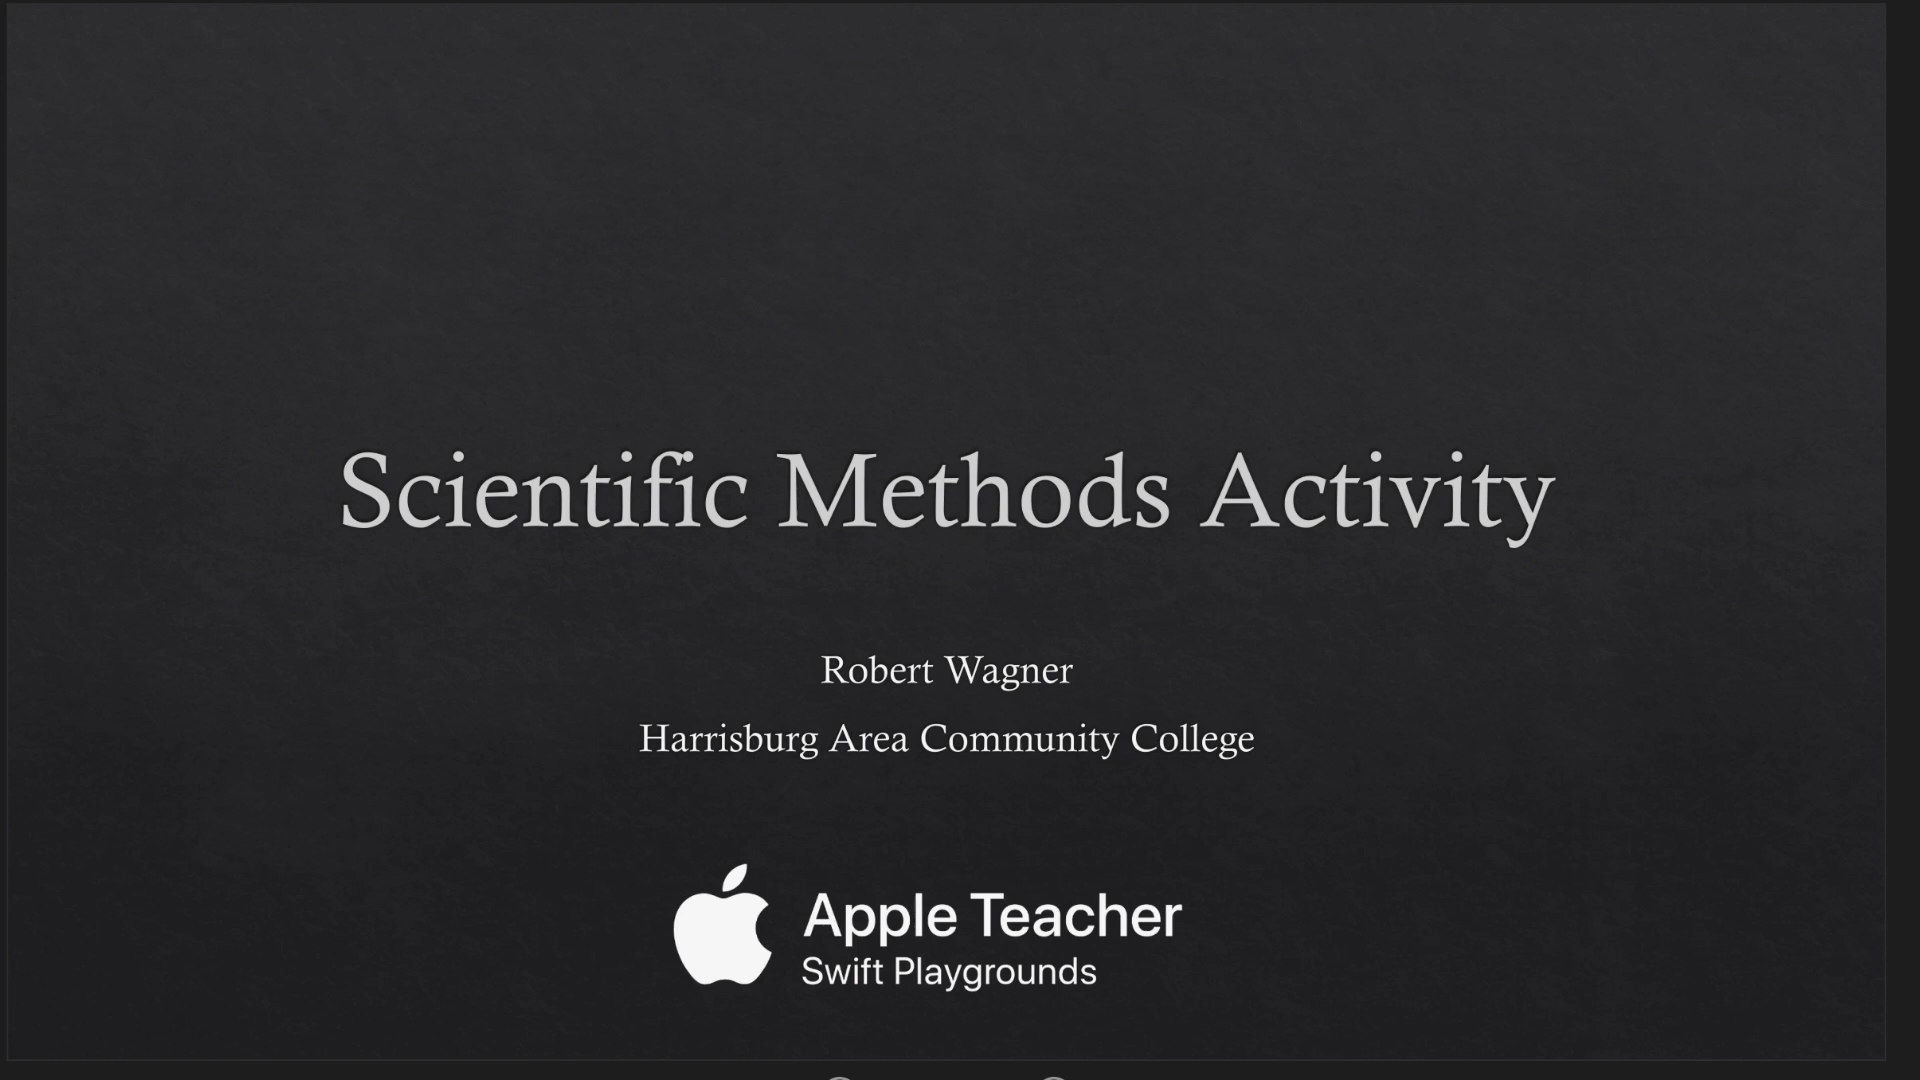 Scientific Methods Activity
Robert Wagner
Harrisburg Area Community College
Apple Teacher
Swift Playgrounds